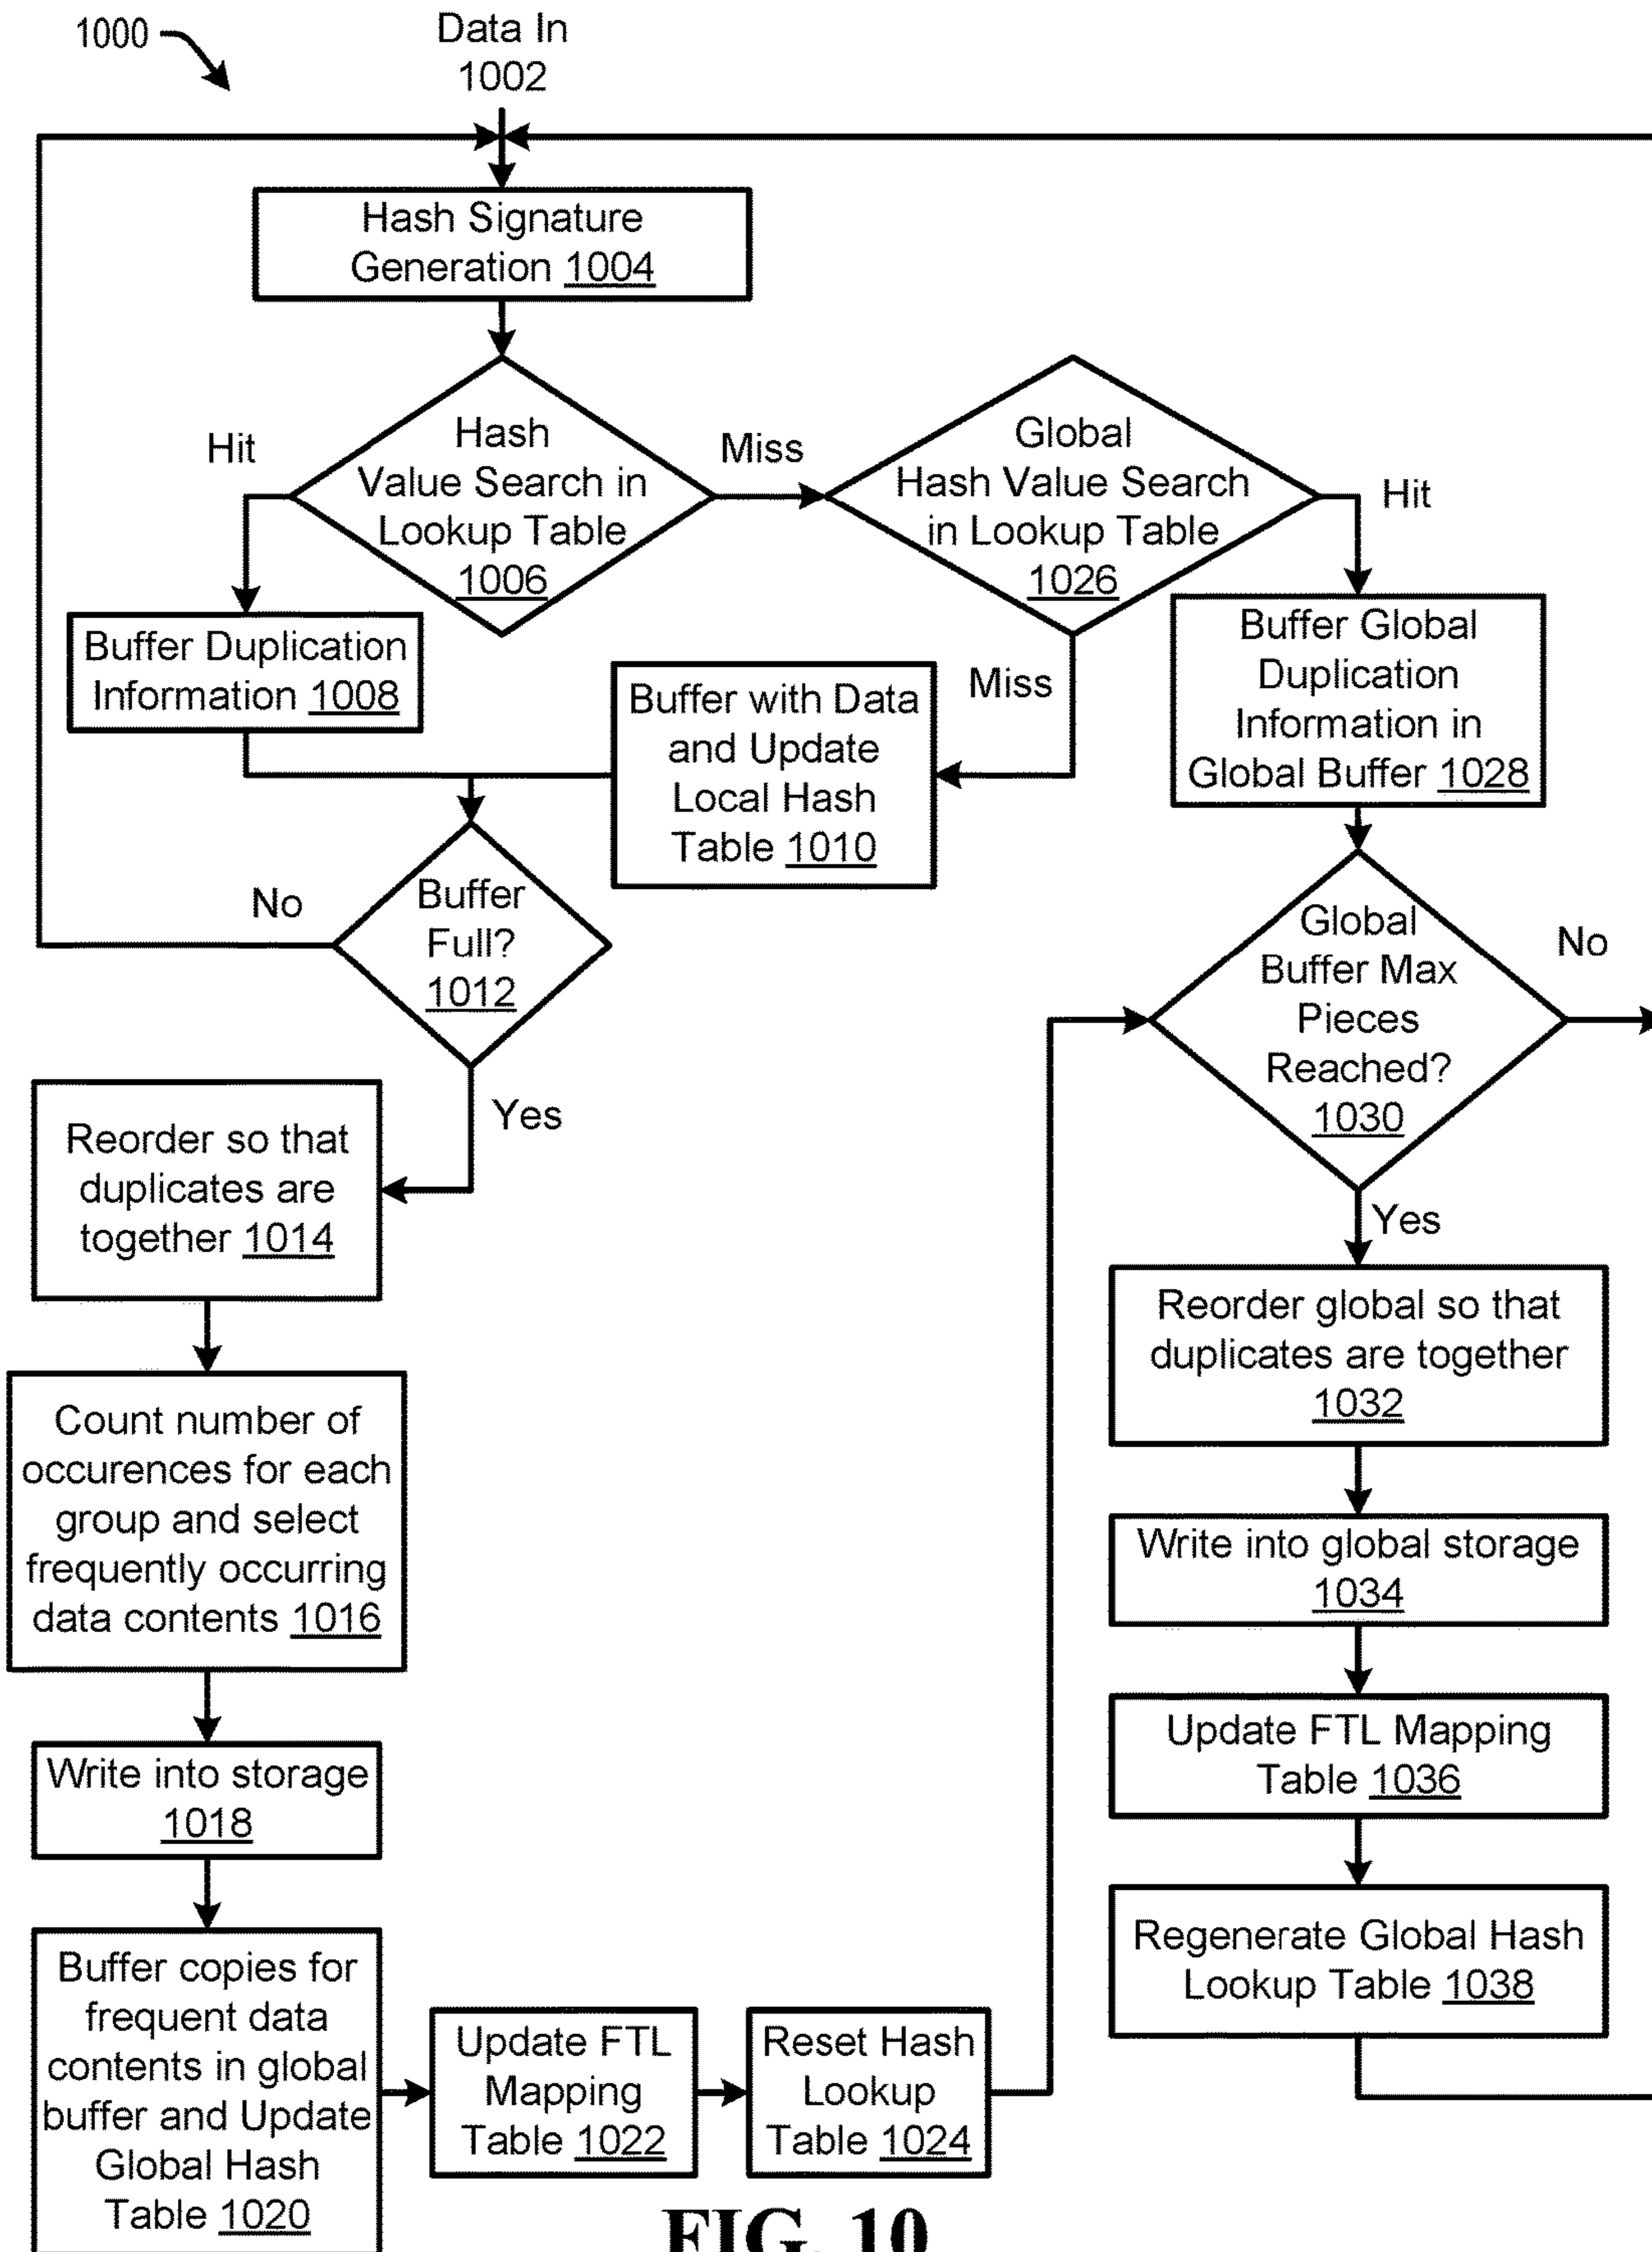 1000
Data In
1002
Hash Signature
Generation 1004
Hit
Hash
Value Search in
Lookup Table
1006
Miss
Global
Hash Value Search
in Lookup Table
1026
Hit
Buffer Duplication
Information 1008
Buffer with Data
and Update
Local Hash
Table 1010
Miss
Buffer Global
Duplication
Information in
Global Buffer 1028
No
Buffer
Full?
1012
Yes
Global
Buffer Max
Pieces
Reached?
1030
No
Yes
Reorder so that
duplicates are
together 1014
Count number of
occurences for each
group and select
frequently occurring
data contents 1016
Write into storage
1018
Buffer copies for
frequent data
contents in global
buffer and Update
Global Hash
Table 1020
Update FTL
Mapping
Table 1022
Reset Hash
Lookup
Table 1024
Reorder global so that
duplicates are together
1032
Write into global storage
1034
Update FTL Mapping
Table 1036
Regenerate Global Hash
Lookup Table 1038
FIG. 10